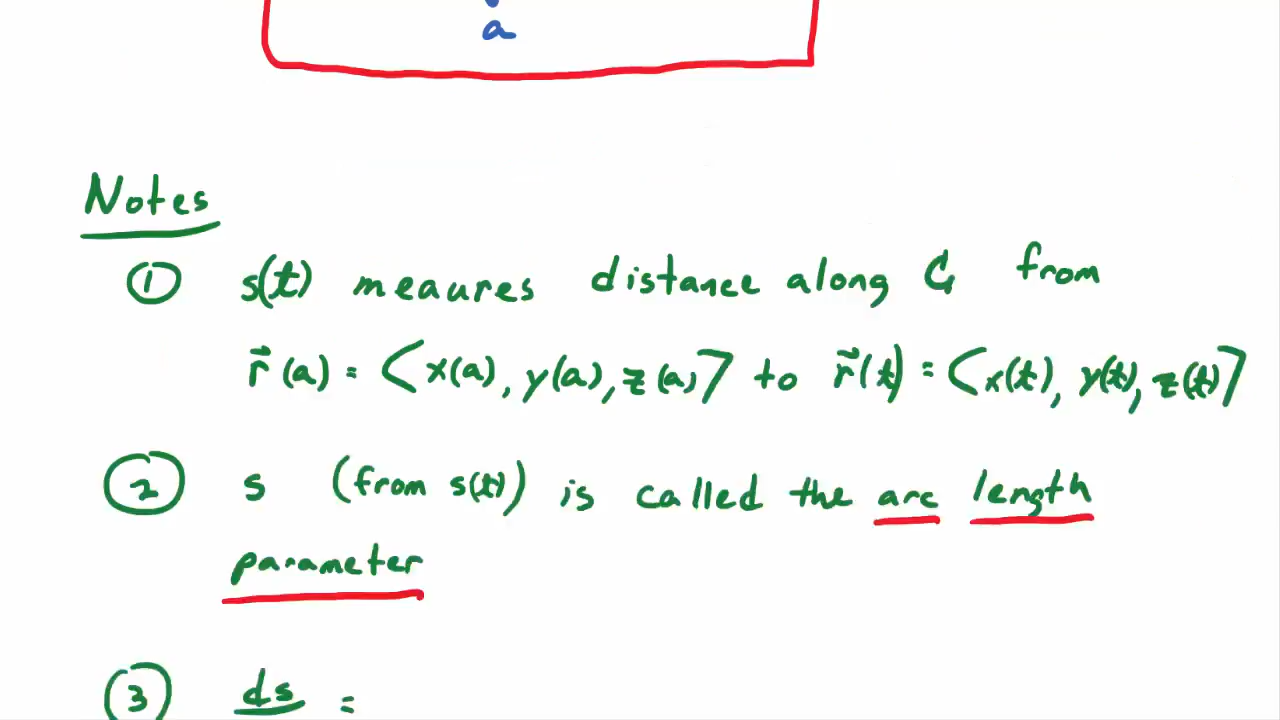 a
Notes
① s(t) meaures distance along C from
r⃗(a) = ⟨x(a), y(a), z(a)⟩ to r⃗(t) = ⟨x(t), y(t), z(t)⟩
② s (from s(t)) is called the arc length
parameter
③ ds =